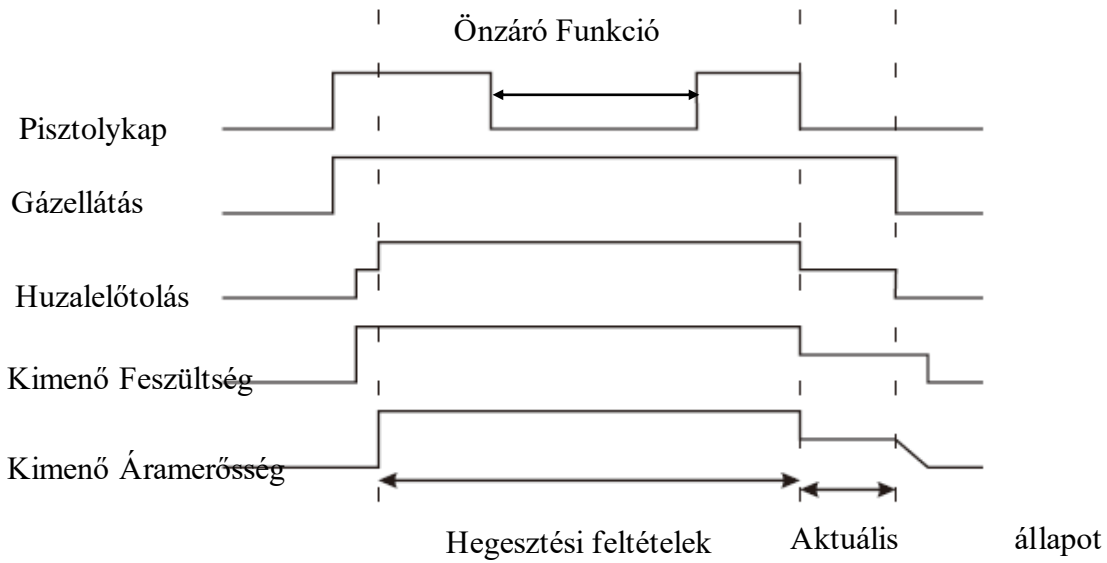 Önzáró Funkció
Pisztolykap
Gázellátás
Huzalelőtolás
Kimenő Feszültség
Kimenő Áramerősség
Hegesztési feltételek Aktuális állapot